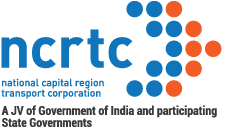 ncrtc
national capital region
transport corporation
A JV of Government of India and participating
State Governments